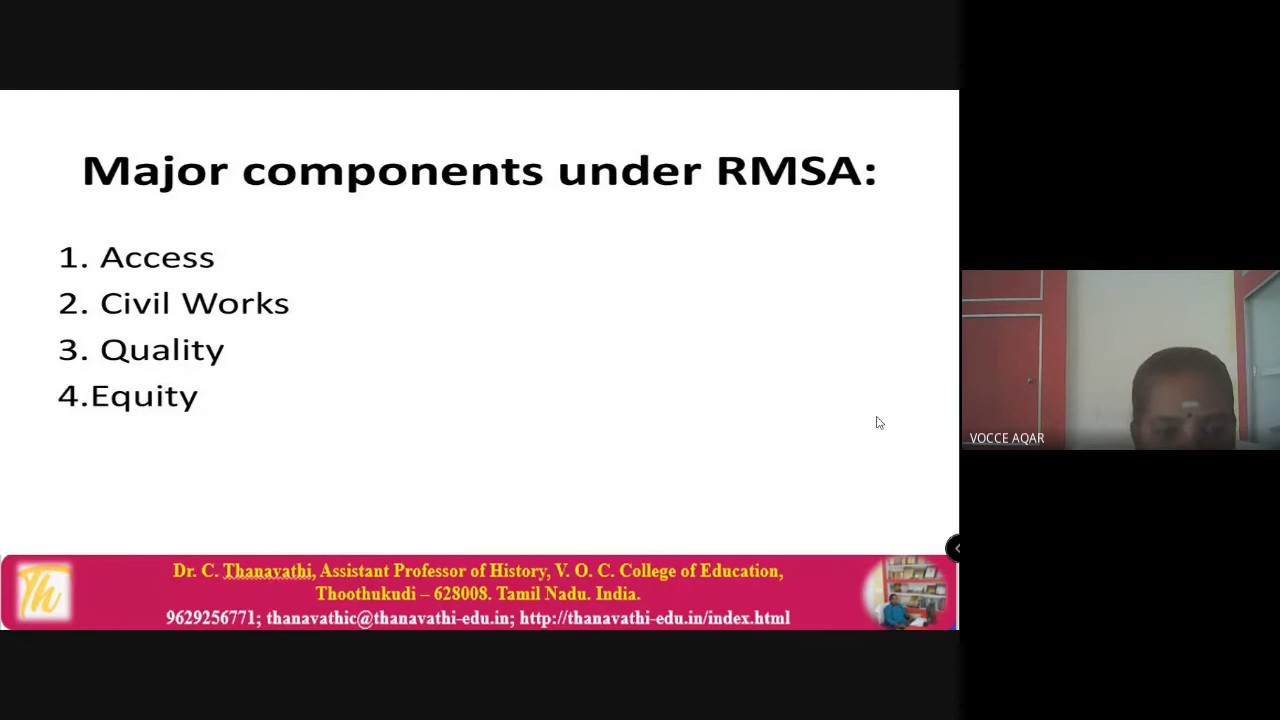 Major components under RMSA:
1. Access
2. Civil Works
3. Quality
4.Equity
VOCCE AQAR
Th
Dr. C. Thanavathi, Assistant Professor of History, V. O. C. College of Education,
Thoothukudi – 628008. Tamil Nadu. India.
9629256771; thanavathic@thanavathi-edu.in; http://thanavathi-edu.in/index.html